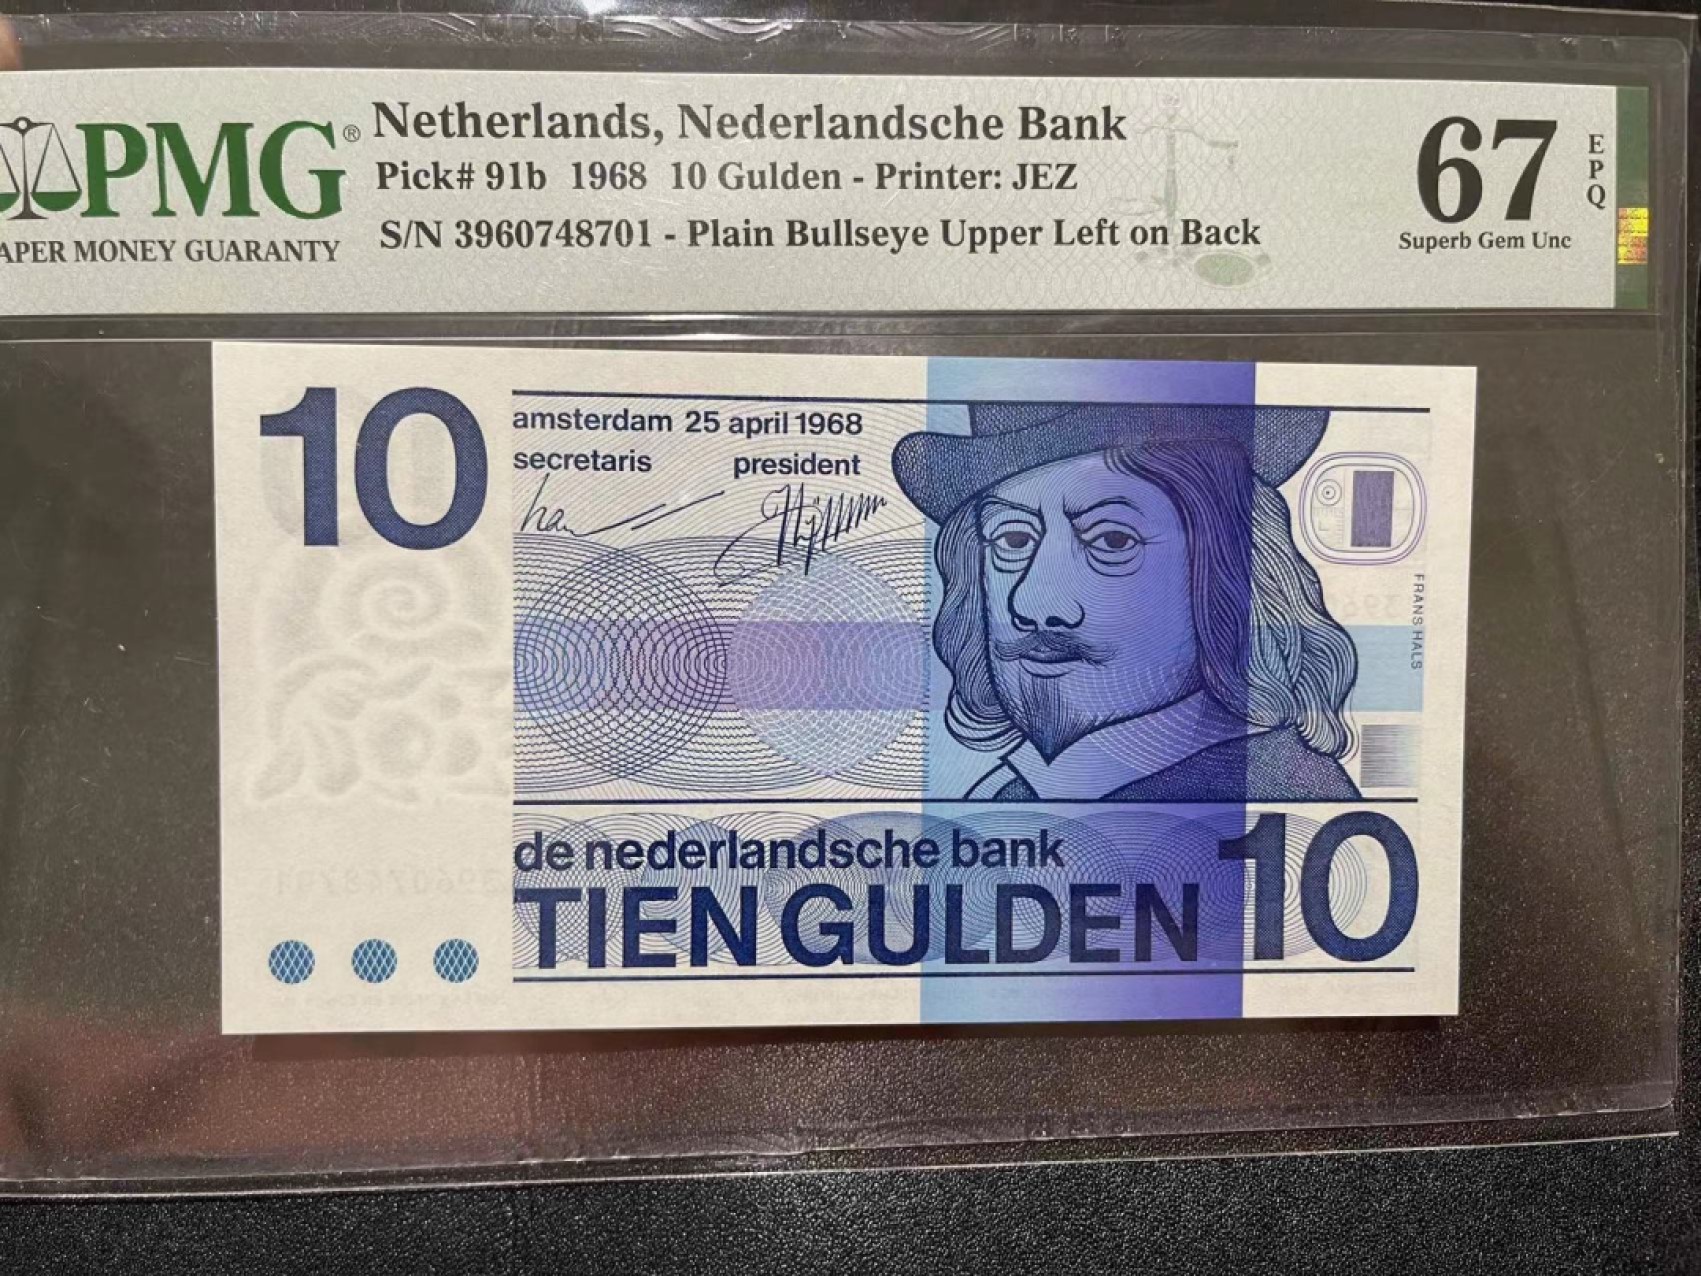 PMG®
APER MONEY GUARANTY
Netherlands, Nederlandsche Bank
Pick# 91b 1968 10 Gulden - Printer: JEZ
S/N 3960748701 - Plain Bullseye Upper Left on Back
67
EPQ
Superb Gem Unc
10
amsterdam 25 april 1968
secretaris president
FRANS HALS
de nederlandsche bank
TIEN GULDEN 10